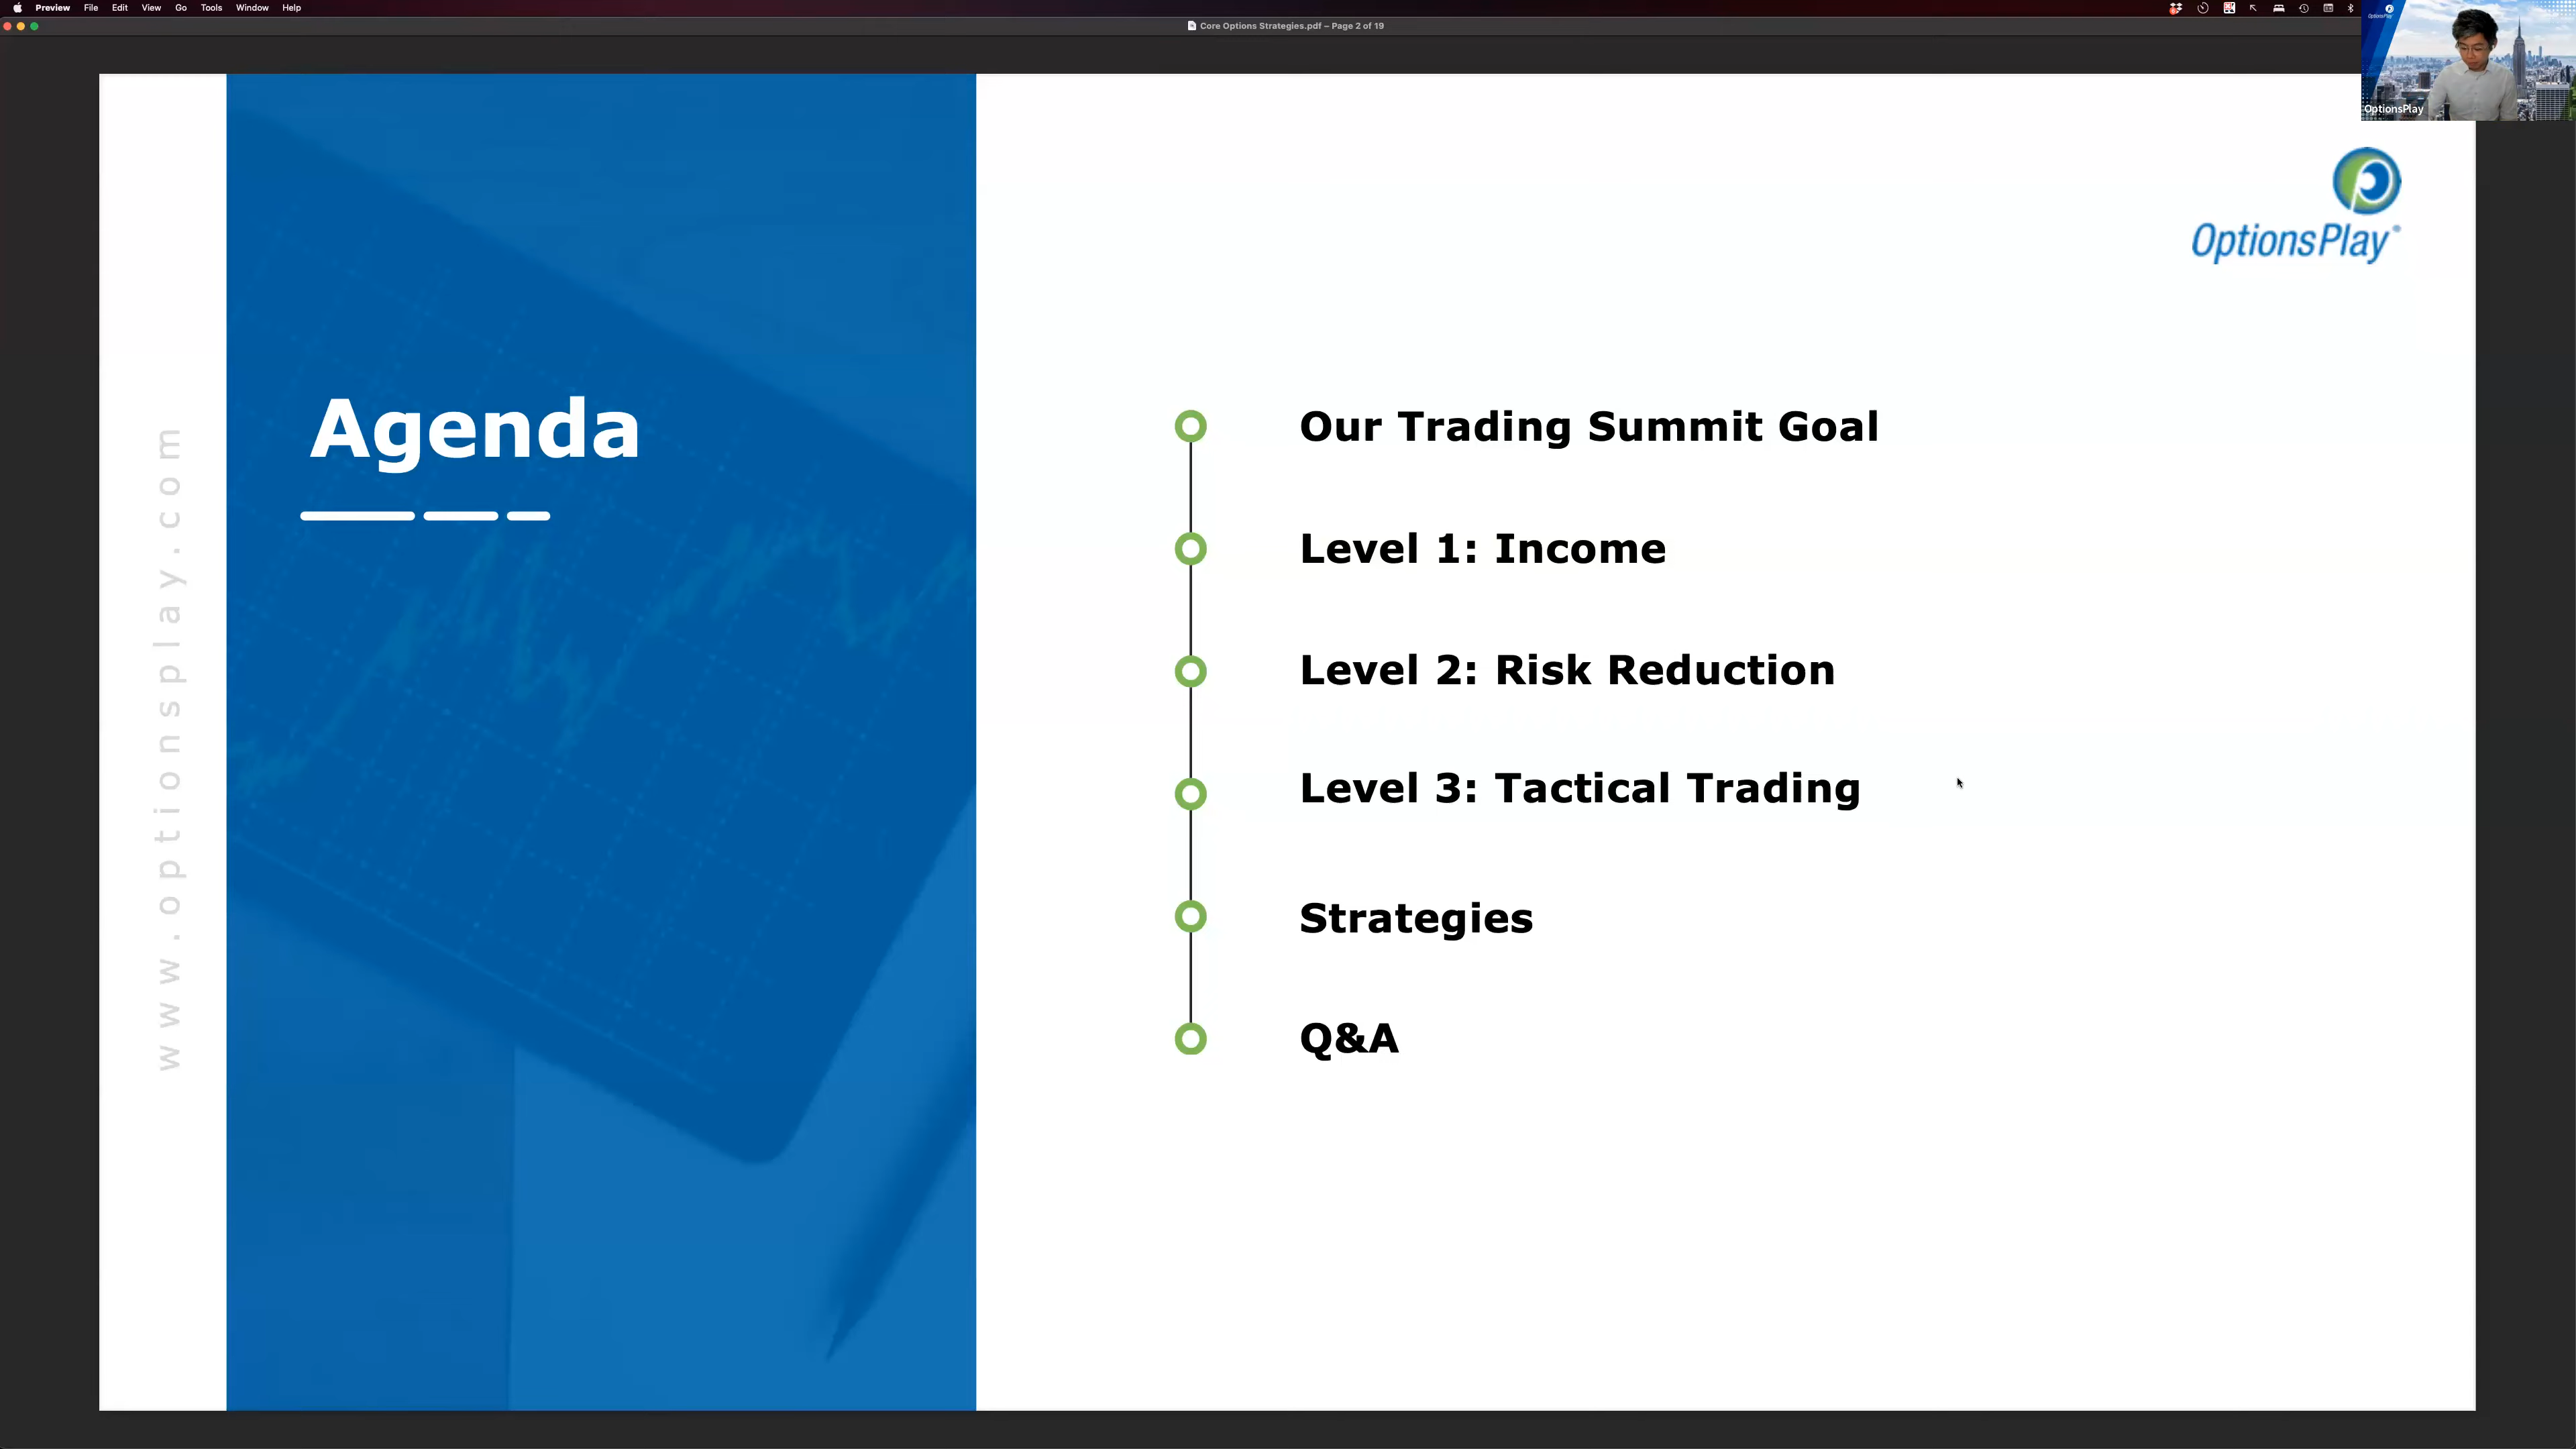 Preview File Edit View Go Tools Window Help
Core Options Strategies.pdf – Page 2 of 19
OptionsPlay
OptionsPlay
www.optionsplay.com
Agenda
Our Trading Summit Goal
Level 1: Income
Level 2: Risk Reduction
Level 3: Tactical Trading
Strategies
Q&A